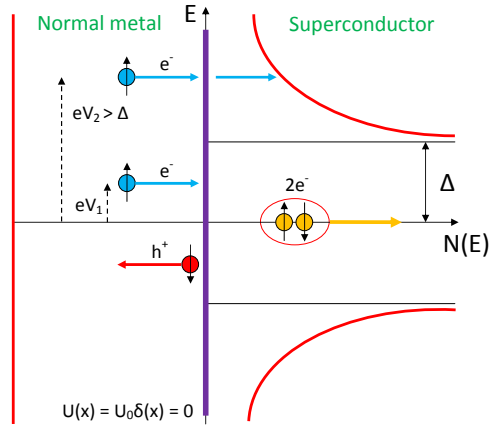 Normal metal
E
Superconductor
e⁻
eV₂ > Δ
e⁻
eV₁
2e⁻
Δ
N(E)
h⁺
U(x) = U₀δ(x) = 0